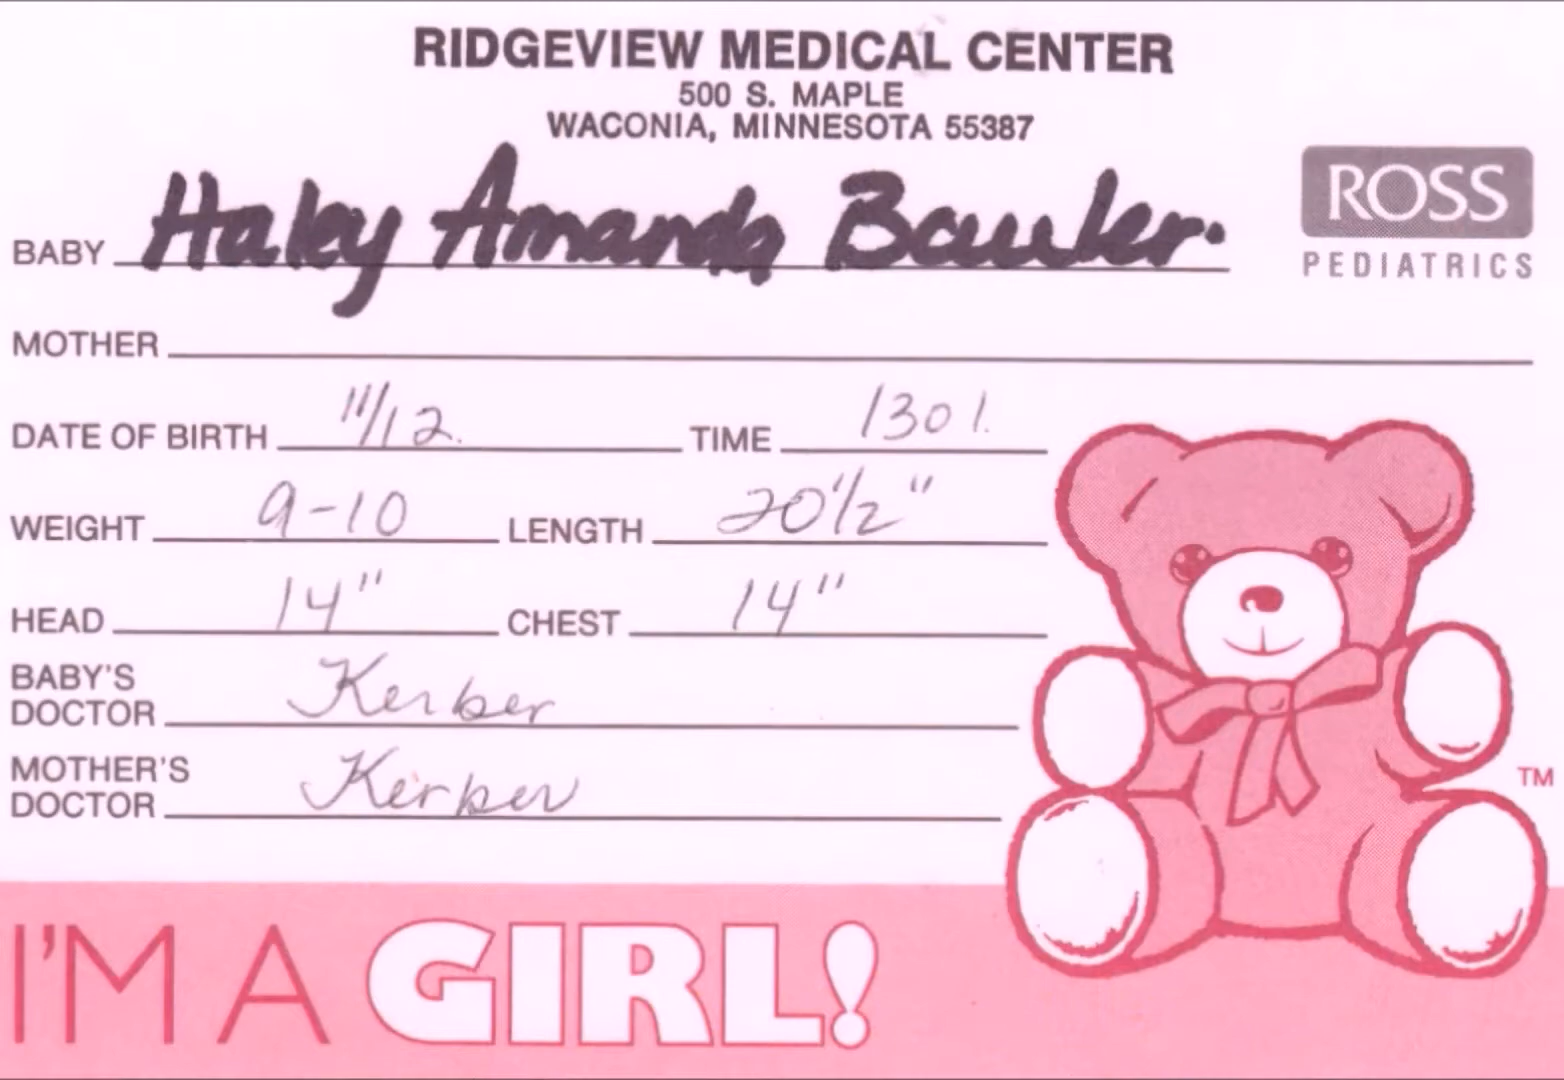 RIDGEVIEW MEDICAL CENTER
500 S. MAPLE
WACONIA, MINNESOTA 55387
ROSS
PEDIATRICS
BABY Haley Amanda
MOTHER
DATE OF BIRTH 11/12. TIME 1301.
WEIGHT 9-10 LENGTH 20 1/2"
HEAD 14" CHEST 14"
BABY'S
DOCTOR Kerber
MOTHER'S
DOCTOR Kerber
TM
I'M A GIRL!